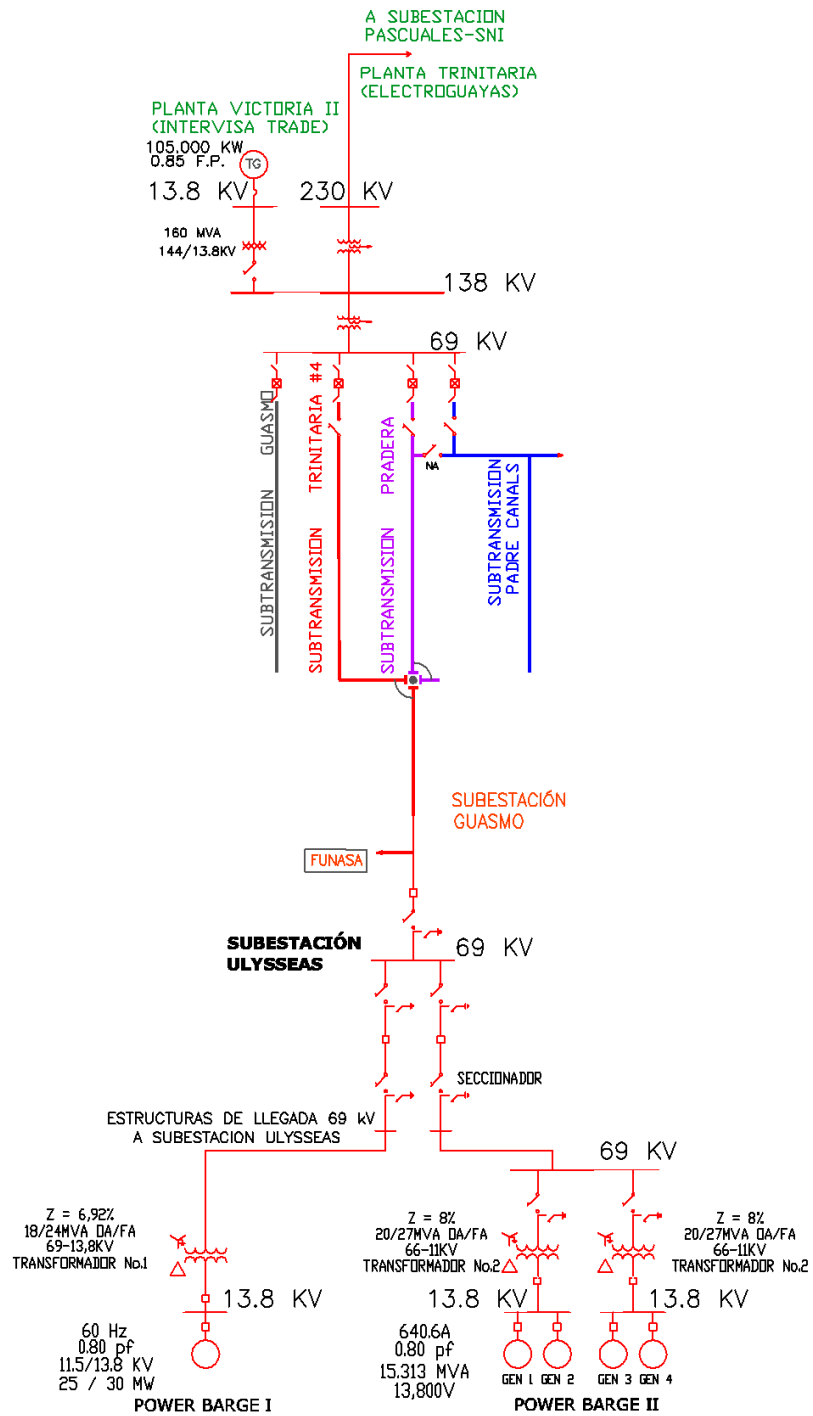 A SUBESTACION
PASCUALES-SNI
PLANTA TRINITARIA
(ELECTROGUAYAS)
PLANTA VICTORIA II
(INTERVISA TRADE)
105.000 KW
0.85 F.P.
TG
13.8 KV
230 KV
160 MVA
144/13.8KV
138 KV
69 KV
SUBTRANSMISION GUASMO
SUBTRANSMISION TRINITARIA #4
SUBTRANSMISION PRADERA
NA
SUBTRANSMISION
PADRE CANALS
SUBESTACIÓN
GUASMO
FUNASA
SUBESTACIÓN
ULYSSEAS
69 KV
SECCIONADOR
ESTRUCTURAS DE LLEGADA 69 kV
A SUBESTACION ULYSSEAS
69 KV
Z = 6,92%
18/24MVA OA/FA
69-13,8KV
TRANSFORMADOR No.1
Z = 8%
20/27MVA OA/FA
66-11KV
TRANSFORMADOR No.2
Z = 8%
20/27MVA OA/FA
66-11KV
TRANSFORMADOR No.2
13.8 KV
13.8 KV
13.8 KV
60 Hz
0.80 pf
11.5/13.8 KV
25 / 30 MW
640.6A
0.80 pf
15.313 MVA
13,800V
GEN 1
GEN 2
GEN 3
GEN 4
POWER BARGE I
POWER BARGE II